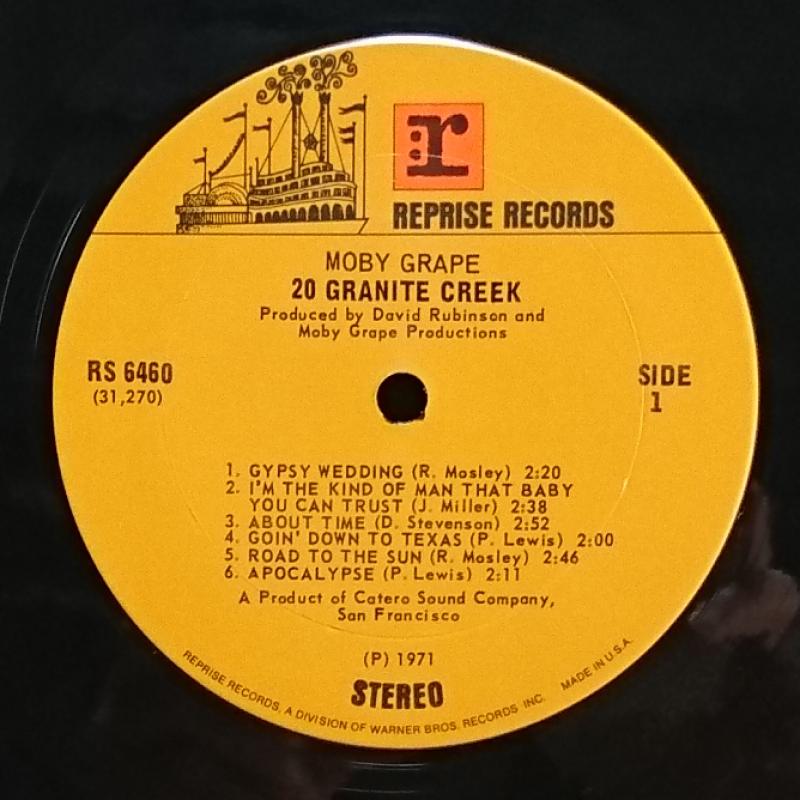 r:
REPRISE RECORDS
MOBY GRAPE
20 GRANITE CREEK
Produced by David Rubinson and
Moby Grape Productions
RS 6460
(31,270)
SIDE
1
1. GYPSY WEDDING (R. Mosley) 2:20
2. I'M THE KIND OF MAN THAT BABY
YOU CAN TRUST (J. Miller) 2:38
3. ABOUT TIME (D. Stevenson) 2:52
4. GOIN' DOWN TO TEXAS (P. Lewis) 2:00
5. ROAD TO THE SUN (R. Mosley) 2:46
6. APOCALYPSE (P. Lewis) 2:11
A Product of Catero Sound Company,
San Francisco
(P) 1971
STEREO
REPRISE RECORDS, A DIVISION OF WARNER BROS. RECORDS INC. MADE IN U.S.A.